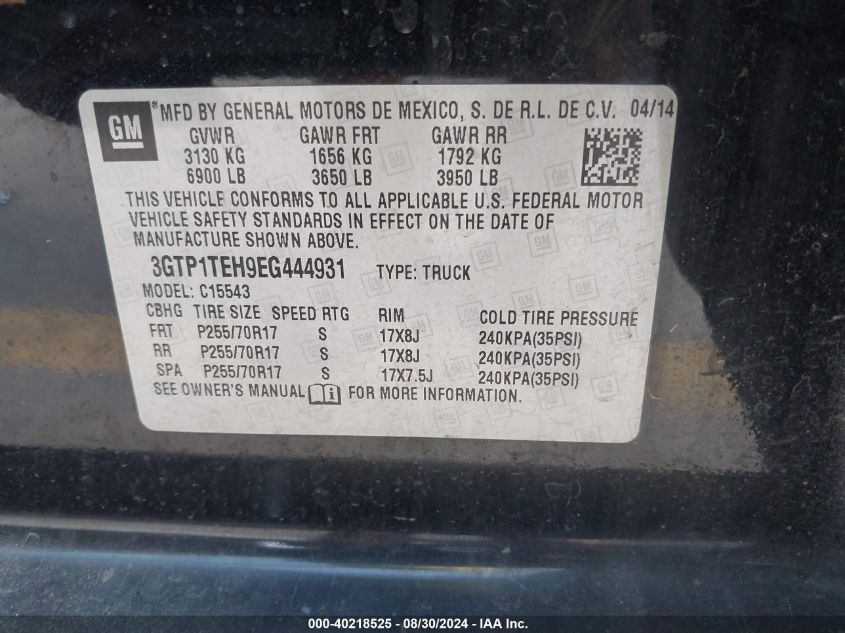 GM
*MFD BY GENERAL MOTORS DE MEXICO, S. DE R.L. DE C.V. 04/14
GVWR GAWR FRT GAWR RR
3130 KG 1656 KG 1792 KG
6900 LB 3650 LB 3950 LB
THIS VEHICLE CONFORMS TO ALL APPLICABLE U.S. FEDERAL MOTOR
VEHICLE SAFETY STANDARDS IN EFFECT ON THE DATE OF
MANUFACTURE SHOWN ABOVE.
3GTP1TEH9EG444931 TYPE: TRUCK
MODEL: C15543
CBHG TIRE SIZE SPEED RTG RIM COLD TIRE PRESSURE
FRT P255/70R17 S 17X8J 240KPA(35PSI)
RR P255/70R17 S 17X8J 240KPA(35PSI)
SPA P255/70R17 S 17X7.5J 240KPA(35PSI)
SEE OWNER'S MANUAL FOR MORE INFORMATION.
000-40218525 - 08/30/2024 - IAA Inc.